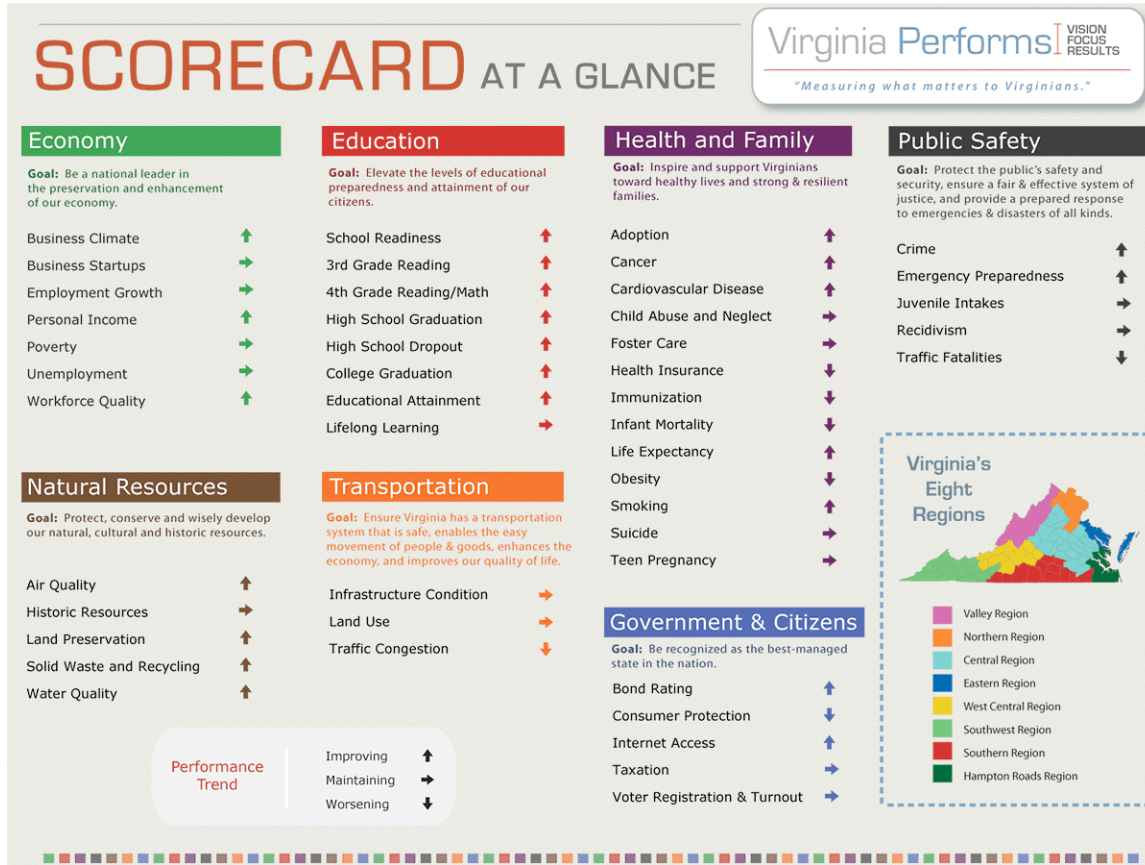 SCORECARD AT A GLANCE
Virginia Performs
VISION
FOCUS
RESULTS
"Measuring what matters to Virginians."
Economy
Goal: Be a national leader in
the preservation and enhancement
of our economy.
Business Climate
Business Startups
Employment Growth
Personal Income
Poverty
Unemployment
Workforce Quality
Education
Goal: Elevate the levels of educational
preparedness and attainment of our
citizens.
School Readiness
3rd Grade Reading
4th Grade Reading/Math
High School Graduation
High School Dropout
College Graduation
Educational Attainment
Lifelong Learning
Health and Family
Goal: Inspire and support Virginians
toward healthy lives and strong & resilient
families.
Adoption
Cancer
Cardiovascular Disease
Child Abuse and Neglect
Foster Care
Health Insurance
Immunization
Infant Mortality
Life Expectancy
Obesity
Smoking
Suicide
Teen Pregnancy
Public Safety
Goal: Protect the public's safety and
security, ensure a fair & effective system of
justice, and provide a prepared response
to emergencies & disasters of all kinds.
Crime
Emergency Preparedness
Juvenile Intakes
Recidivism
Traffic Fatalities
Natural Resources
Goal: Protect, conserve and wisely develop
our natural, cultural and historic resources.
Air Quality
Historic Resources
Land Preservation
Solid Waste and Recycling
Water Quality
Transportation
Goal: Ensure Virginia has a transportation
system that is safe, enables the easy
movement of people & goods, enhances the
economy, and improves our quality of life.
Infrastructure Condition
Land Use
Traffic Congestion
Government & Citizens
Goal: Be recognized as the best-managed
state in the nation.
Bond Rating
Consumer Protection
Internet Access
Taxation
Voter Registration & Turnout
Virginia's
Eight
Regions
Valley Region
Northern Region
Central Region
Eastern Region
West Central Region
Southwest Region
Southern Region
Hampton Roads Region
Performance
Trend
Improving
Maintaining
Worsening